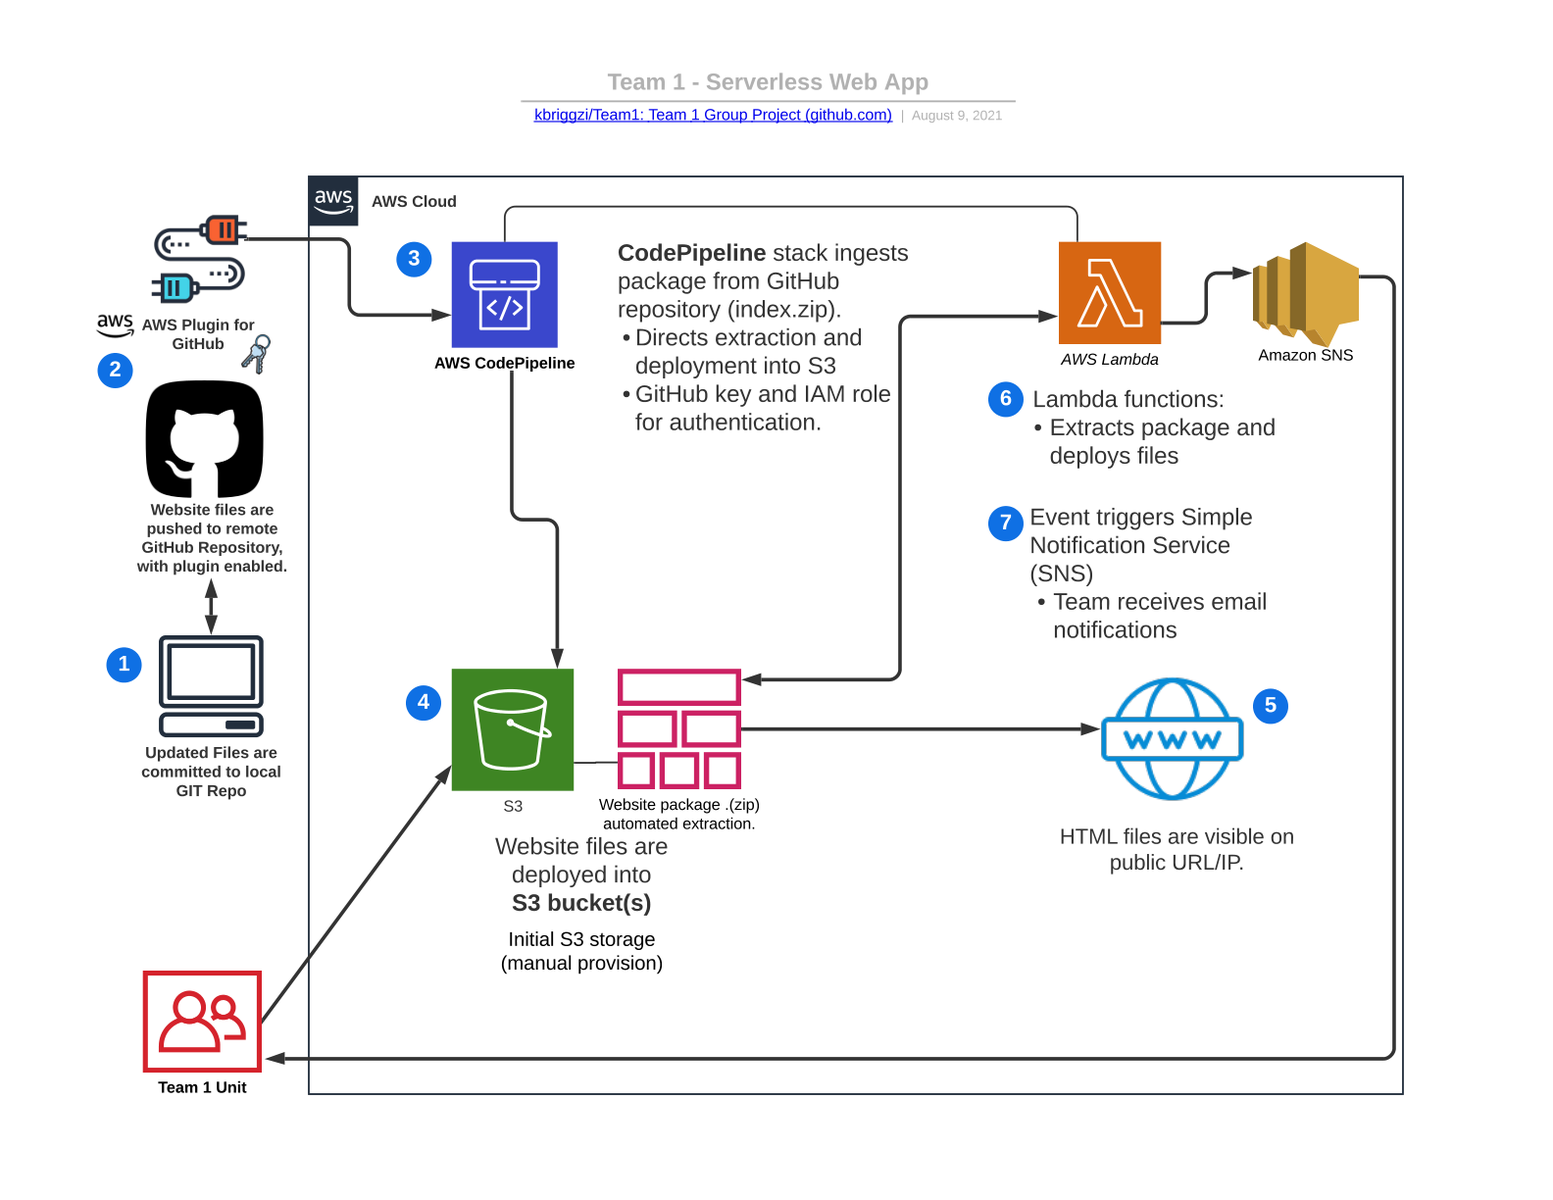 Team 1 - Serverless Web App
kbriggzi/Team1: Team 1 Group Project (github.com) | August 9, 2021
aws
AWS Cloud
aws
AWS Plugin for
GitHub
2
Website files are
pushed to remote
GitHub Repository,
with plugin enabled.
1
Updated Files are
committed to local
GIT Repo
Team 1 Unit
3
</>
AWS CodePipeline
CodePipeline stack ingests
package from GitHub
repository (index.zip).
• Directs extraction and
deployment into S3
• GitHub key and IAM role
for authentication.
AWS Lambda
Amazon SNS
6
Lambda functions:
• Extracts package and
deploys files
7
Event triggers Simple
Notification Service
(SNS)
• Team receives email
notifications
4
S3
Website package .(zip)
automated extraction.
Website files are
deployed into
S3 bucket(s)
Initial S3 storage
(manual provision)
WWW
5
HTML files are visible on
public URL/IP.